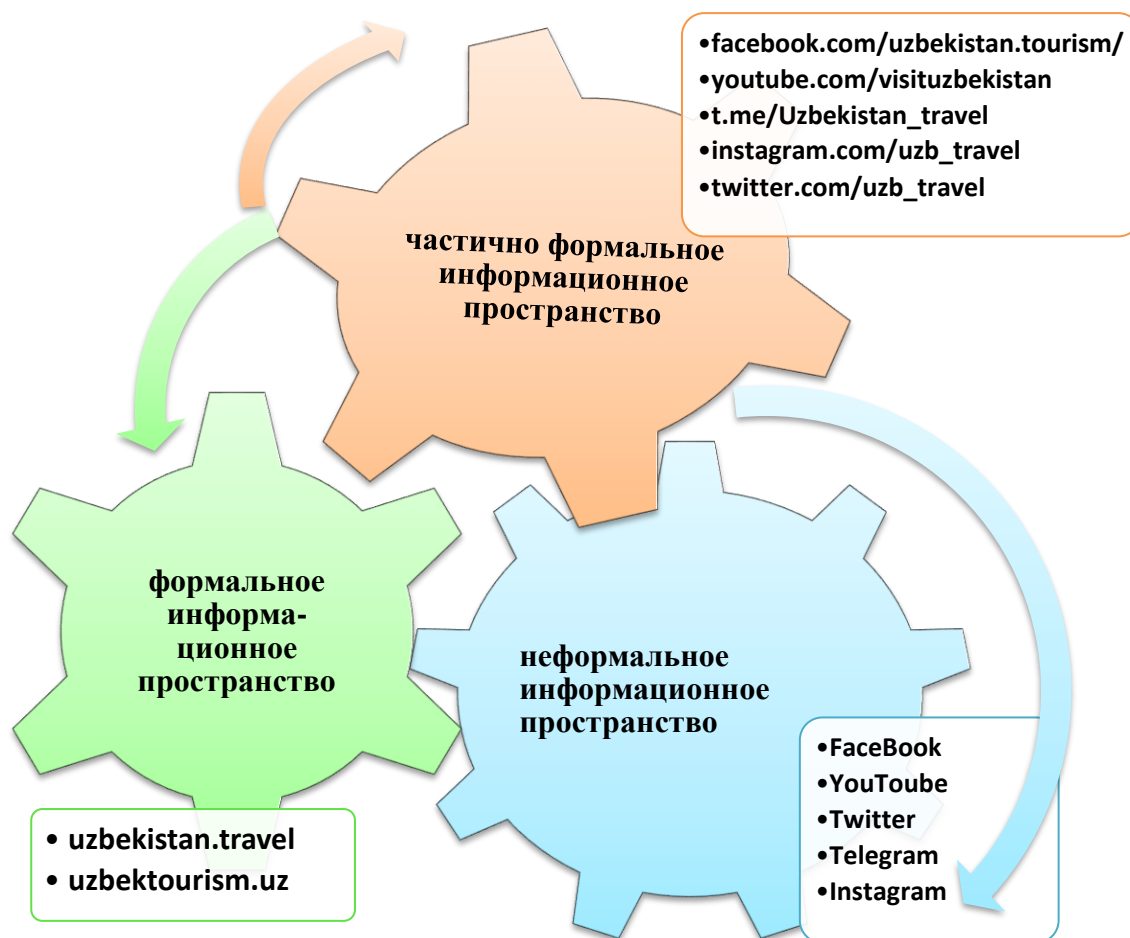 •facebook.com/uzbekistan.tourism/
•youtube.com/visituzbekistan
•t.me/Uzbekistan_travel
•instagram.com/uzb_travel
•twitter.com/uzb_travel
частично формальное
информационное
пространство
формальное
информа-
ционное
пространство
неформальное
информационное
пространство
•FaceBook
•YouToube
•Twitter
•Telegram
•Instagram
• uzbekistan.travel
• uzbektourism.uz